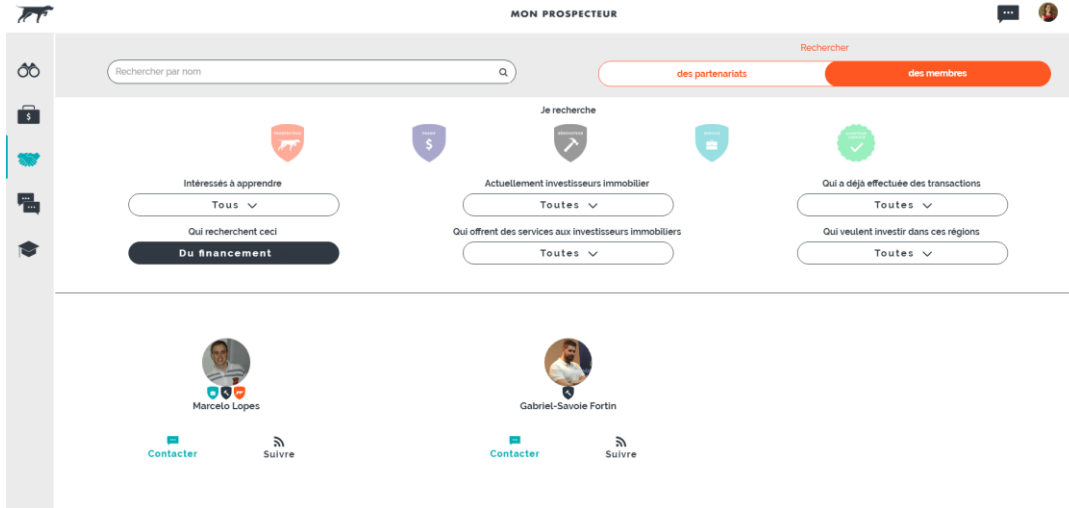 MON PROSPECTEUR
Rechercher
Rechercher par nom
des partenariats
des membres
Je recherche
Intéressés à apprendre
Actuellement investisseurs immobilier
Qui a déjà effectuée des transactions
Tous
Toutes
Toutes
Qui recherchent ceci
Qui offrent des services aux investisseurs immobiliers
Qui veulent investir dans ces régions
Du financement
Toutes
Toutes
Marcelo Lopes
Gabriel-Savoie Fortin
Contacter
Suivre
Contacter
Suivre